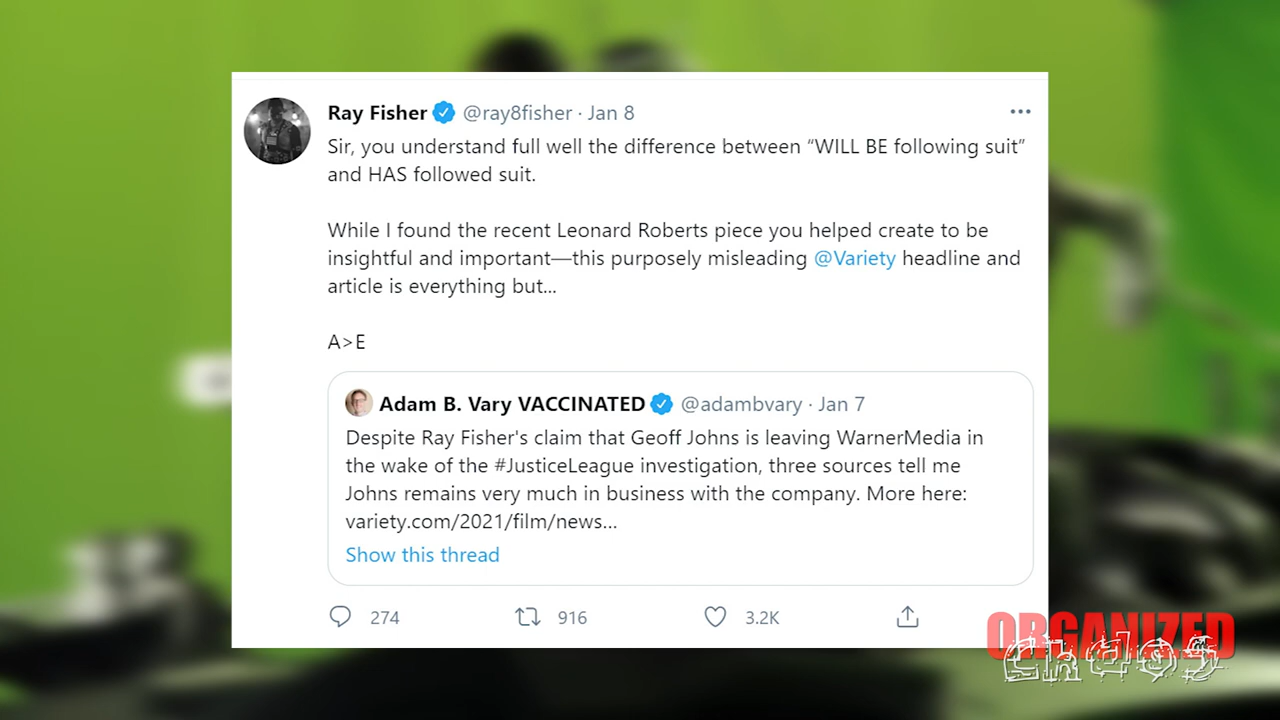 Ray Fisher @ray8fisher · Jan 8
Sir, you understand full well the difference between “WILL BE following suit”
and HAS followed suit.
While I found the recent Leonard Roberts piece you helped create to be
insightful and important—this purposely misleading @Variety headline and
article is everything but...
A>E
Adam B. Vary VACCINATED @adambvary · Jan 7
Despite Ray Fisher's claim that Geoff Johns is leaving WarnerMedia in
the wake of the #JusticeLeague investigation, three sources tell me
Johns remains very much in business with the company. More here:
variety.com/2021/film/news...
Show this thread
274 916 3.2K
ORGANIZED
CHAOS